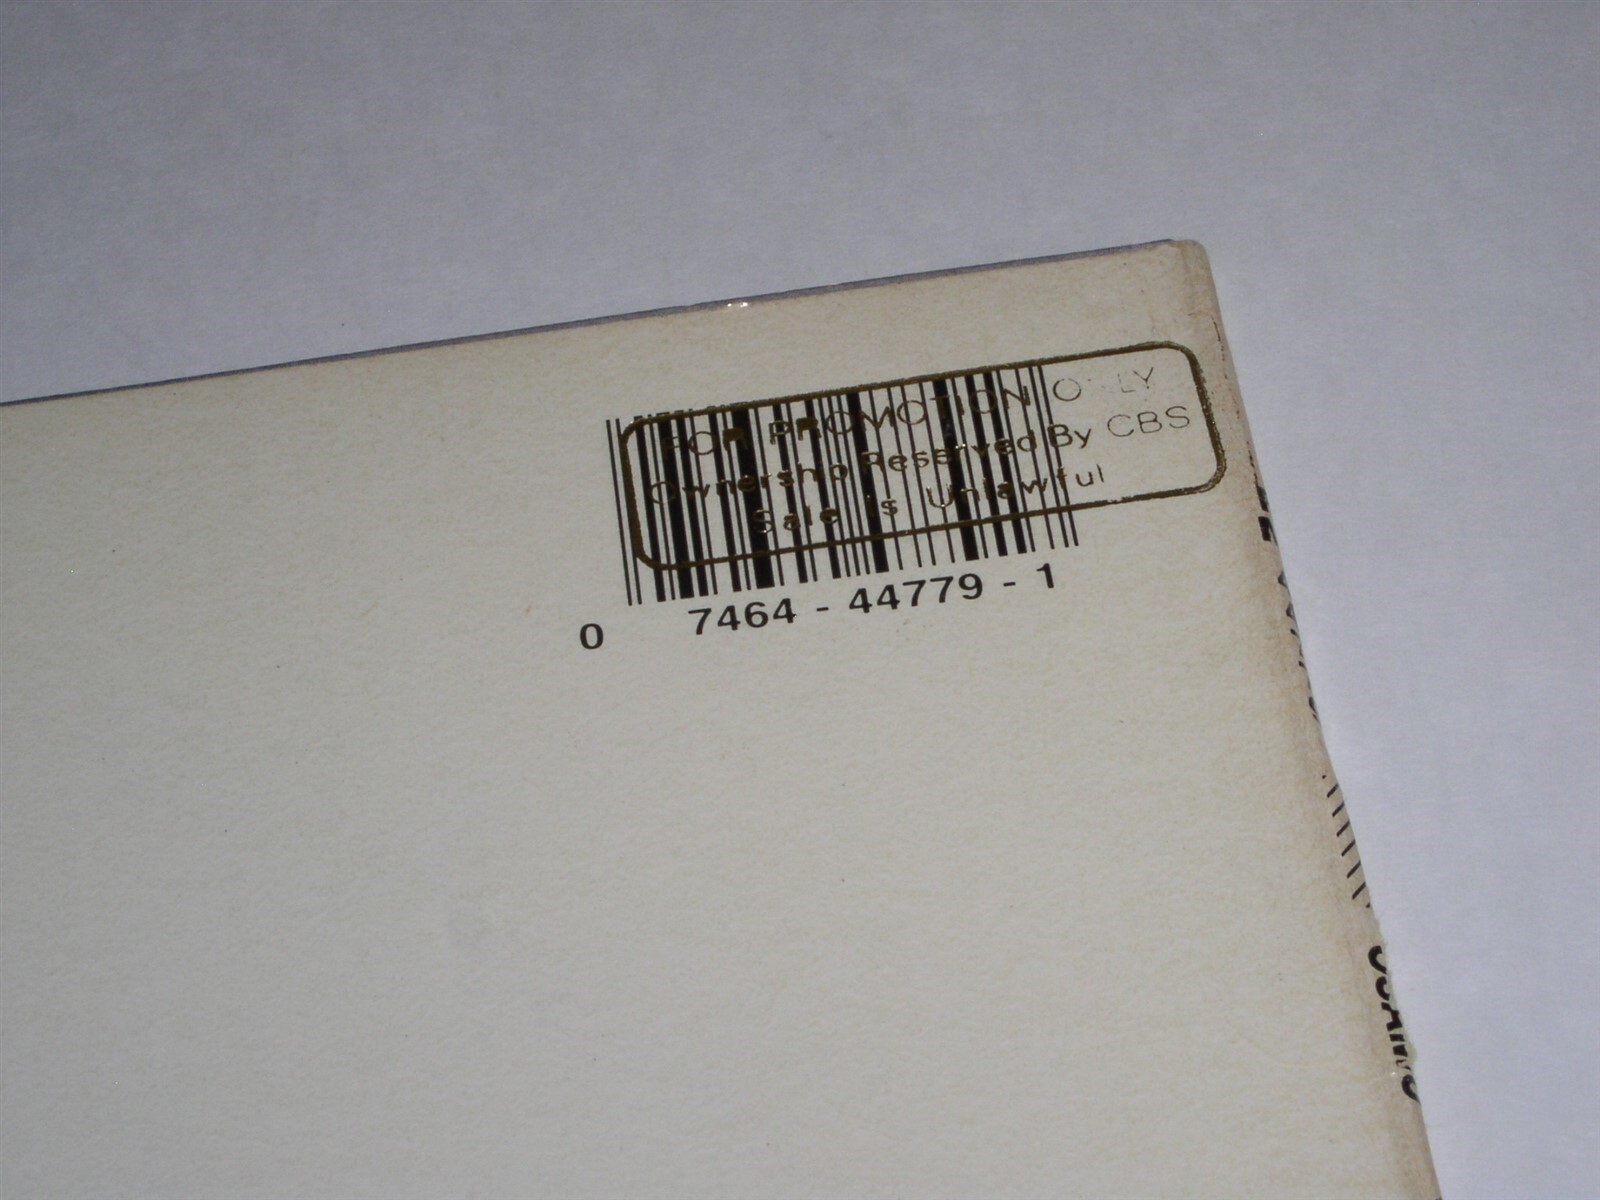 FOR PROMOTION ONLY
Ownership Reserved By CBS
Sale is Unlawful
0 7464 - 44779 - 1